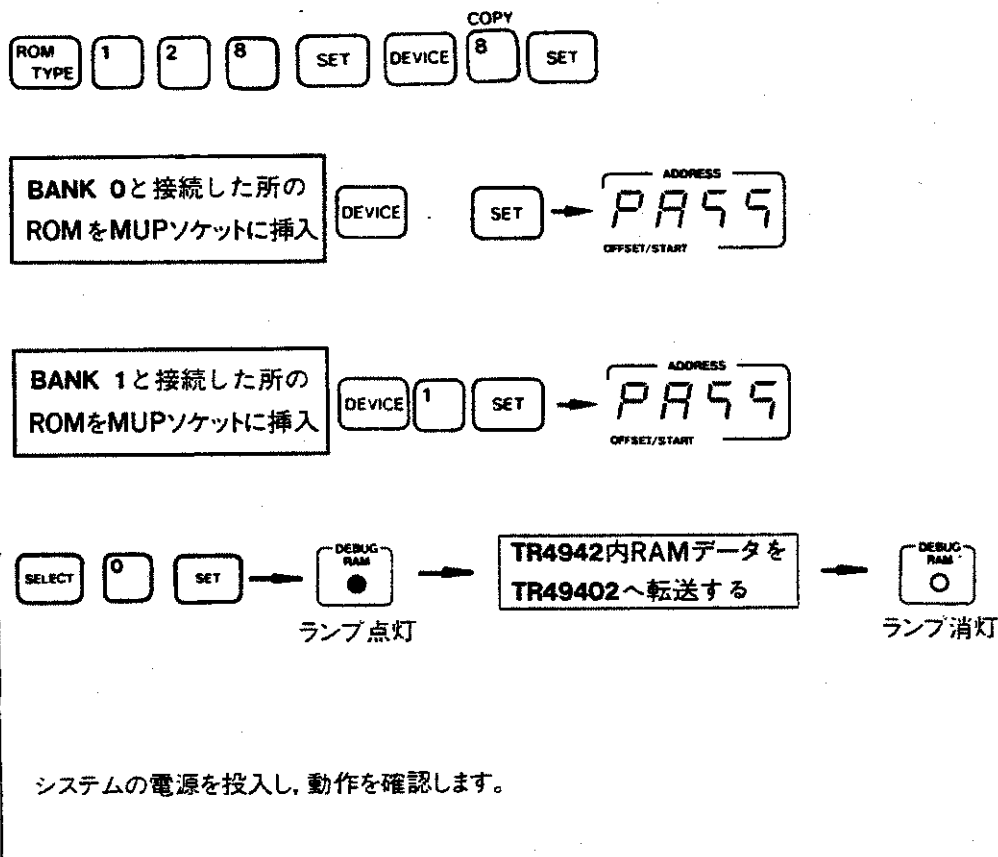 COPY
ROM TYPE 1 2 8 SET DEVICE 8 SET
BANK 0と接続した所の
ROMをMUPソケットに挿入
DEVICE SET
ADDRESS
PASS
OFFSET/START
BANK 1と接続した所の
ROMをMUPソケットに挿入
DEVICE 1 SET
ADDRESS
PASS
OFFSET/START
SELECT 0 SET
DEBUG
RAM
ランプ点灯
TR4942内RAMデータを
TR49402へ転送する
DEBUG
RAM
ランプ消灯
システムの電源を投入し,動作を確認します。